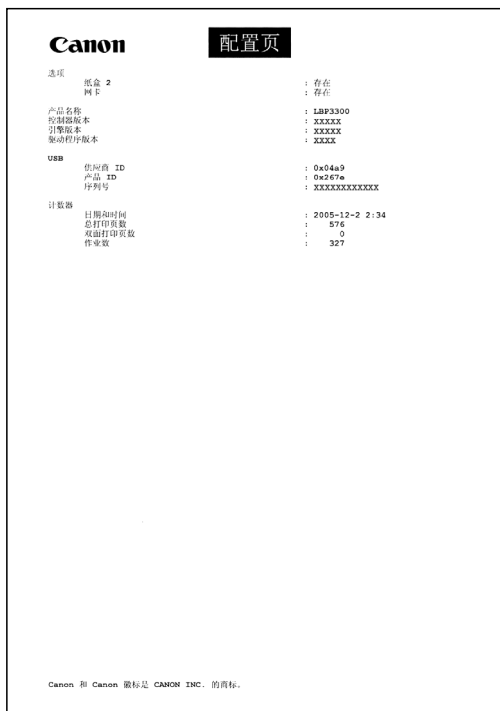 Canon 配置页
选项
纸盒 2 : 存在
网卡 : 存在
产品名称 : LBP3300
控制器版本 : XXXXX
引擎版本 : XXXXX
驱动程序版本 : XXXX
USB
供应商 ID : 0x04a9
产品 ID : 0x267e
序列号 : XXXXXXXXXXXX
计数器
日期和时间 : 2005-12-2 2:34
总打印页数 : 576
双面打印页数 : 0
作业数 : 327
Canon 和 Canon 徽标是 CANON INC. 的商标。